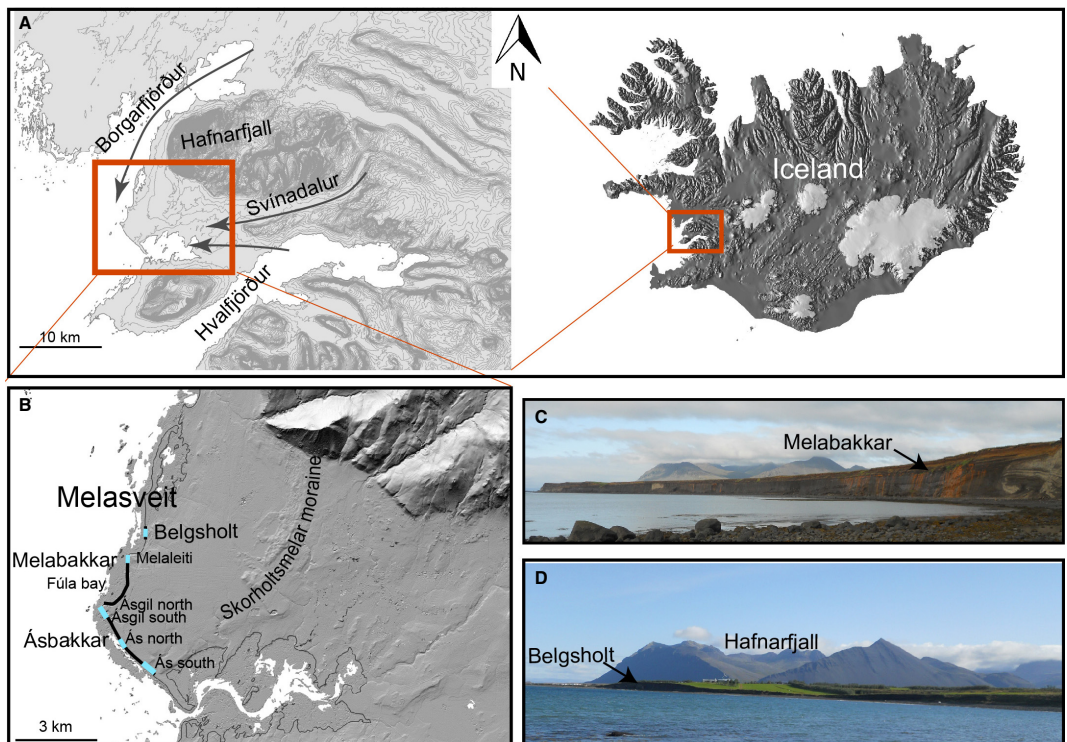 A
Borgarfjörður
Hafnarfjall
Svínadalur
Hvalfjörður
10 km
N
Iceland
B
Melasveit
Belgsholt
Melabakkar
Melaleiti
Fúla bay
Ásgil north
Ásgil south
Ásbakkar
Ás north
Ás south
Skorholtsmelar moraine
3 km
C
Melabakkar
D
Hafnarfjall
Belgsholt